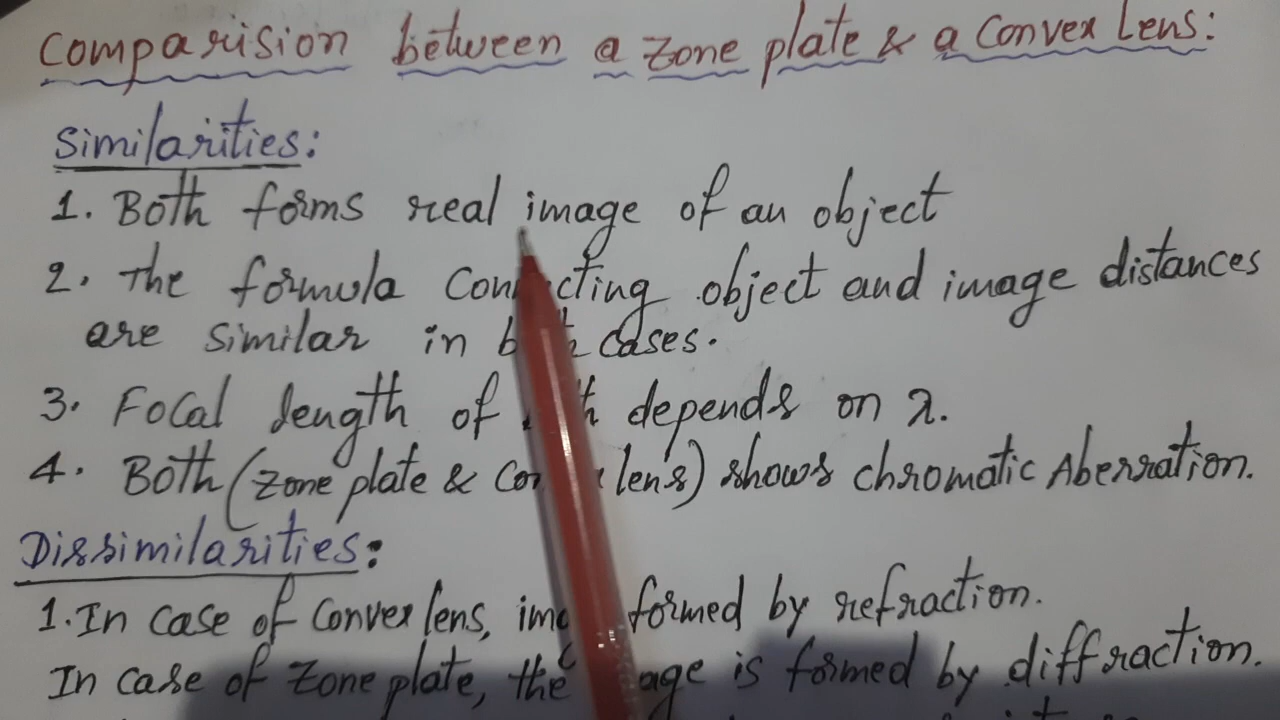 Comparision between a zone plate & a Convex Lens:
Similarities:
1. Both forms real image of an object
2. The formula object and image distances
are similar in cases.
3. Focal length of depends on λ.
4. Both (Zone plate & lens) shows chromatic Aberration.
Dissimilarities:
1. In case of Convex lens, formed by refraction.
In case of Zone plate, the is formed by diffraction.